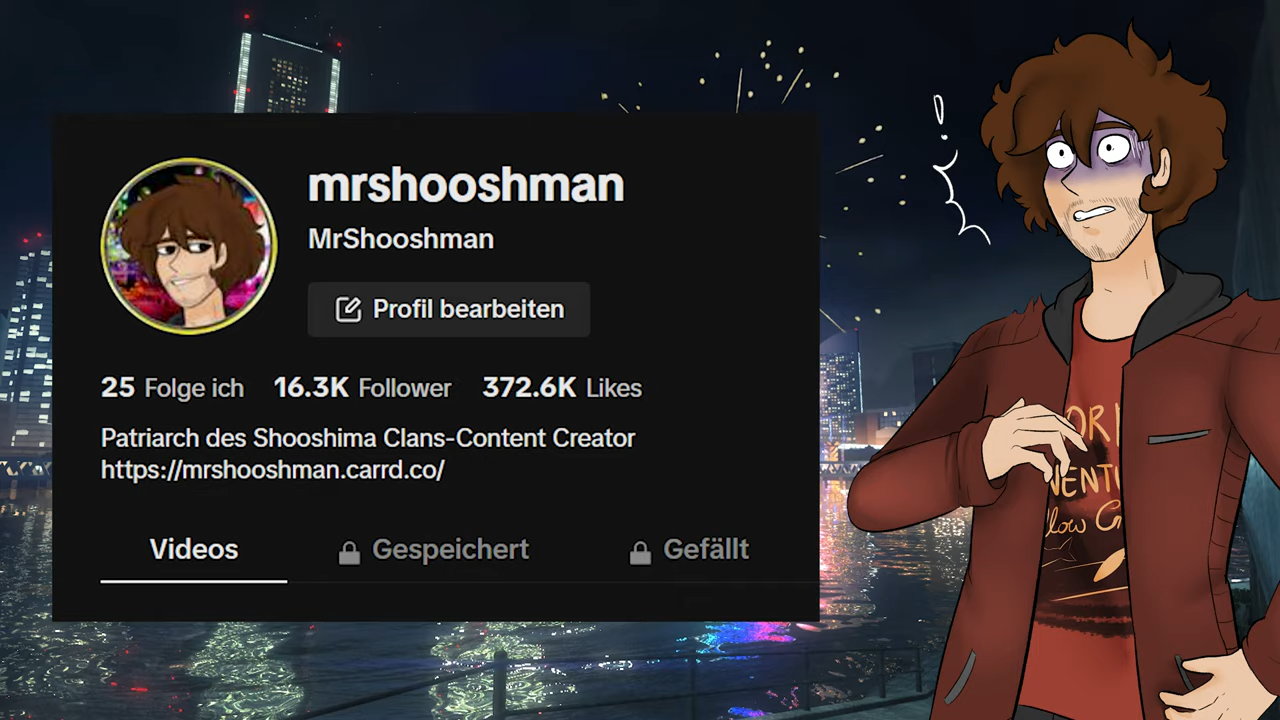 mrshooshman
MrShooshman
Profil bearbeiten
25 Folge ich 16.3K Follower 372.6K Likes
Patriarch des Shooshima Clans-Content Creator
https://mrshooshman.carrd.co/
Videos Gespeichert Gefällt
!